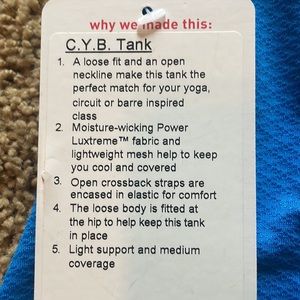 why we made this:
C.Y.B. Tank
1. A loose fit and an open
neckline make this tank the
perfect match for your yoga,
circuit or barre inspired
class
2. Moisture-wicking Power
Luxtreme™ fabric and
lightweight mesh help to keep
you cool and covered
3. Open crossback straps are
encased in elastic for comfort
4. The loose body is fitted at
the hip to help keep this tank
in place
5. Light support and medium
coverage